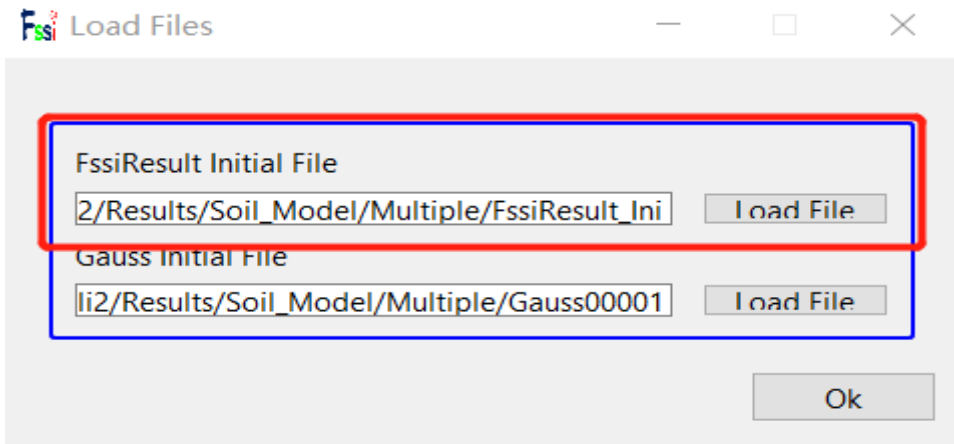 Fssi Load Files
FssiResult Initial File
2/Results/Soil_Model/Multiple/FssiResult_Ini Load File
Gauss Initial File
li2/Results/Soil_Model/Multiple/Gauss00001 Load File
Ok